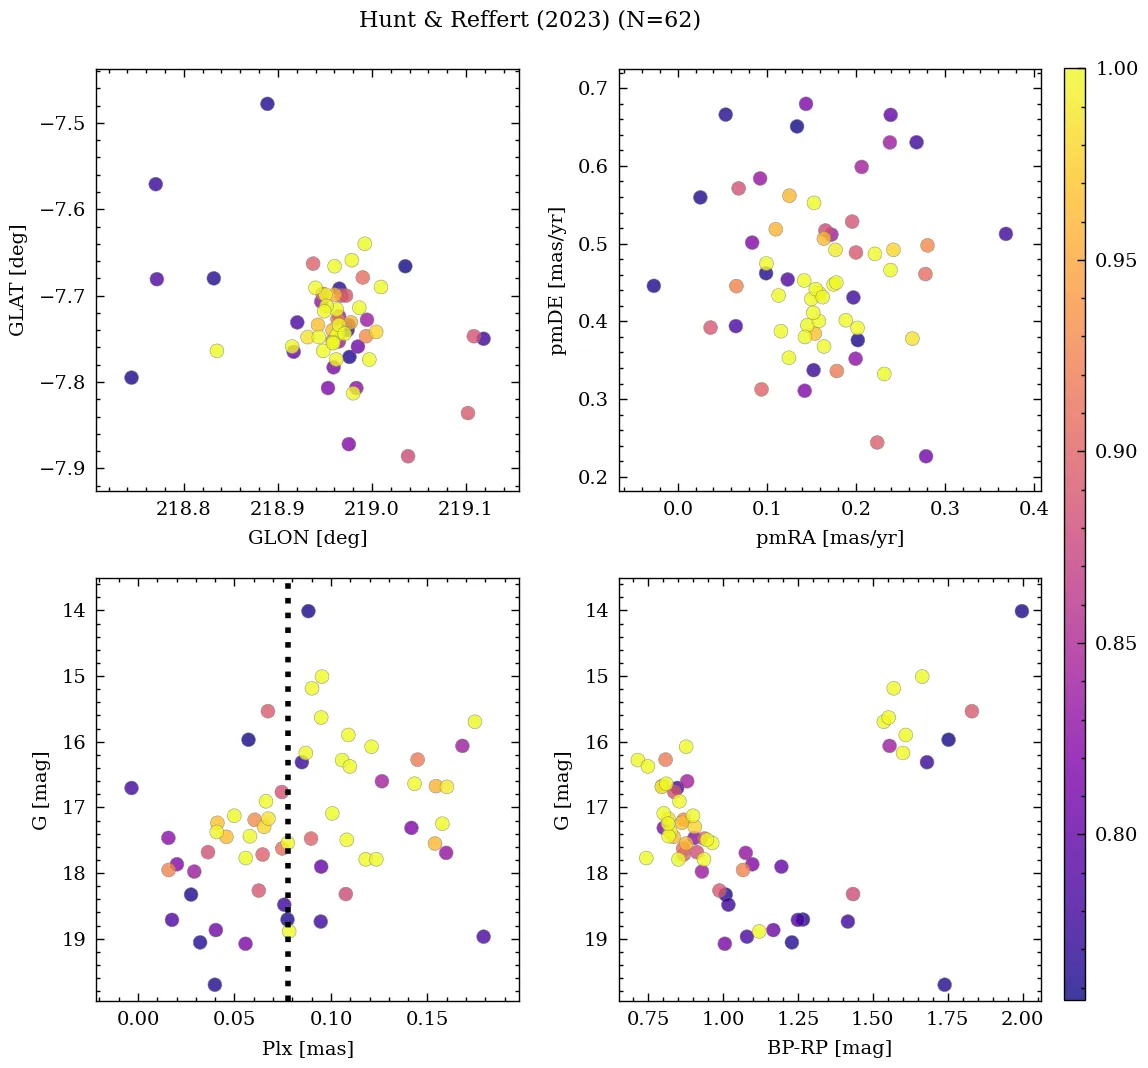 Hunt & Reffert (2023) (N=62)
−7.5
−7.6
−7.7
−7.8
−7.9
GLAT [deg]
218.8 218.9 219.0 219.1
GLON [deg]
0.7
0.6
0.5
0.4
0.3
0.2
pmDE [mas/yr]
0.0 0.1 0.2 0.3 0.4
pmRA [mas/yr]
14
15
16
17
18
19
G [mag]
0.00 0.05 0.10 0.15
Plx [mas]
14
15
16
17
18
19
G [mag]
0.75 1.00 1.25 1.50 1.75 2.00
BP-RP [mag]
1.00
0.95
0.90
0.85
0.80